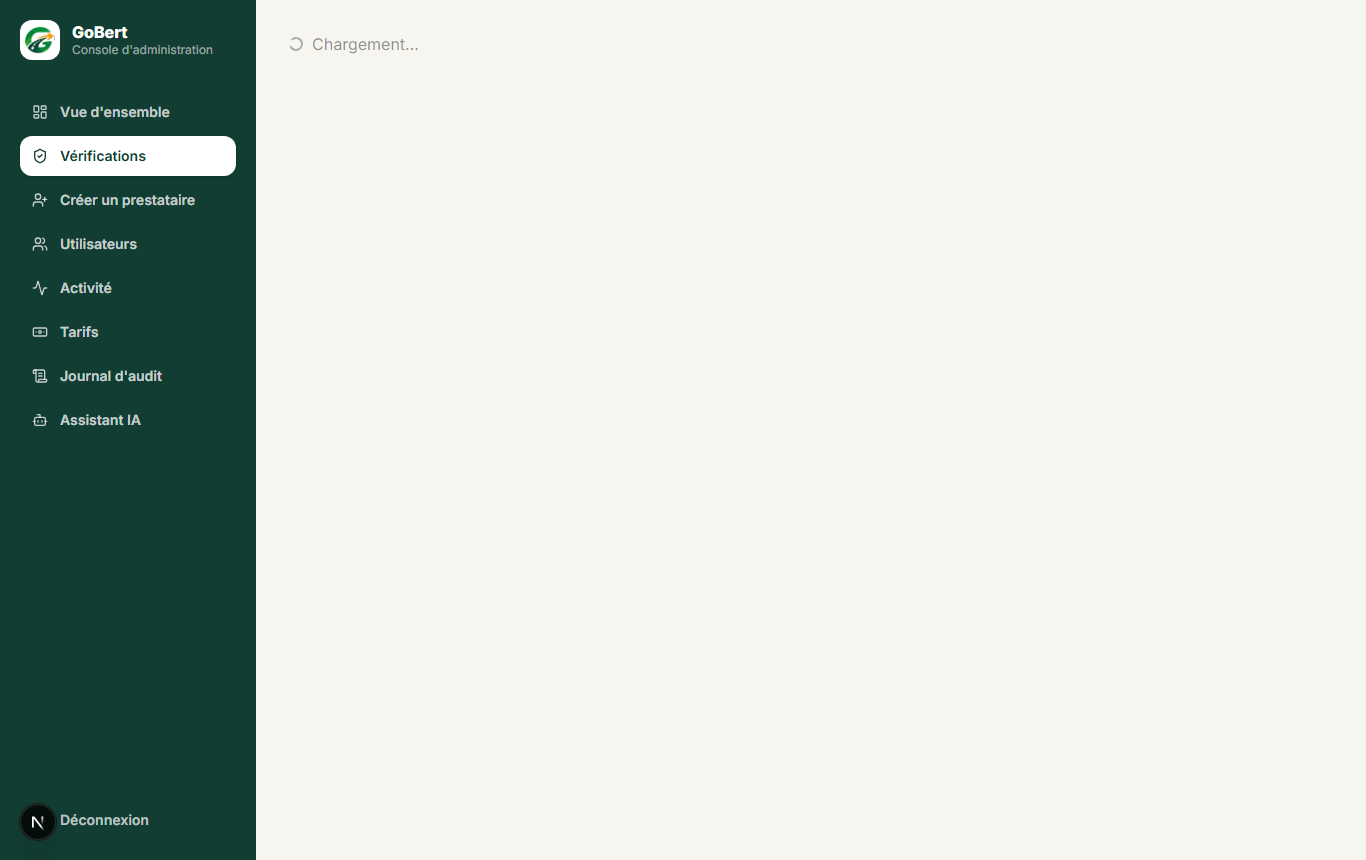 GoBert
Console d'administration
Chargement...
Vue d'ensemble
Vérifications
Créer un prestataire
Utilisateurs
Activité
Tarifs
Journal d'audit
Assistant IA
N
Déconnexion